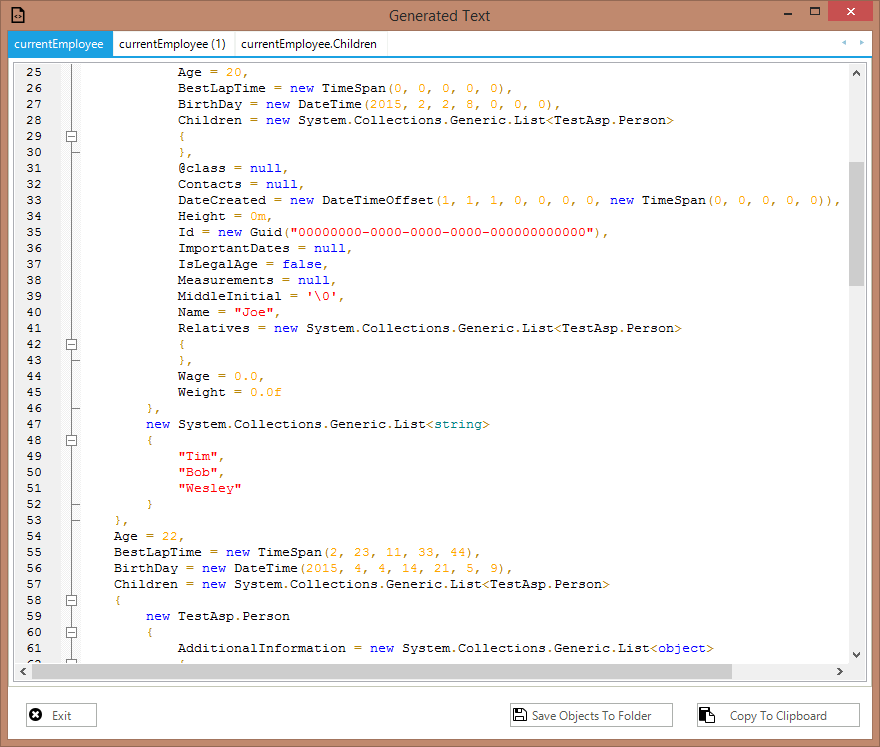 Generated Text
currentEmployee currentEmployee (1) currentEmployee.Children
25 Age = 20,
26 BestLapTime = new TimeSpan(0, 0, 0, 0, 0),
27 BirthDay = new DateTime(2015, 2, 2, 8, 0, 0, 0),
28 Children = new System.Collections.Generic.List<TestAsp.Person>
29 {
30 },
31 @class = null,
32 Contacts = null,
33 DateCreated = new DateTimeOffset(1, 1, 1, 0, 0, 0, 0, new TimeSpan(0, 0, 0, 0, 0)),
34 Height = 0m,
35 Id = new Guid("00000000-0000-0000-0000-000000000000"),
36 ImportantDates = null,
37 IsLegalAge = false,
38 Measurements = null,
39 MiddleInitial = '\0',
40 Name = "Joe",
41 Relatives = new System.Collections.Generic.List<TestAsp.Person>
42 {
43 },
44 Wage = 0.0,
45 Weight = 0.0f
46 },
47 new System.Collections.Generic.List<string>
48 {
49 "Tim",
50 "Bob",
51 "Wesley"
52 }
53 },
54 Age = 22,
55 BestLapTime = new TimeSpan(2, 23, 11, 33, 44),
56 BirthDay = new DateTime(2015, 4, 4, 14, 21, 5, 9),
57 Children = new System.Collections.Generic.List<TestAsp.Person>
58 {
59 new TestAsp.Person
60 {
61 AdditionalInformation = new System.Collections.Generic.List<object>
Exit Save Objects To Folder Copy To Clipboard